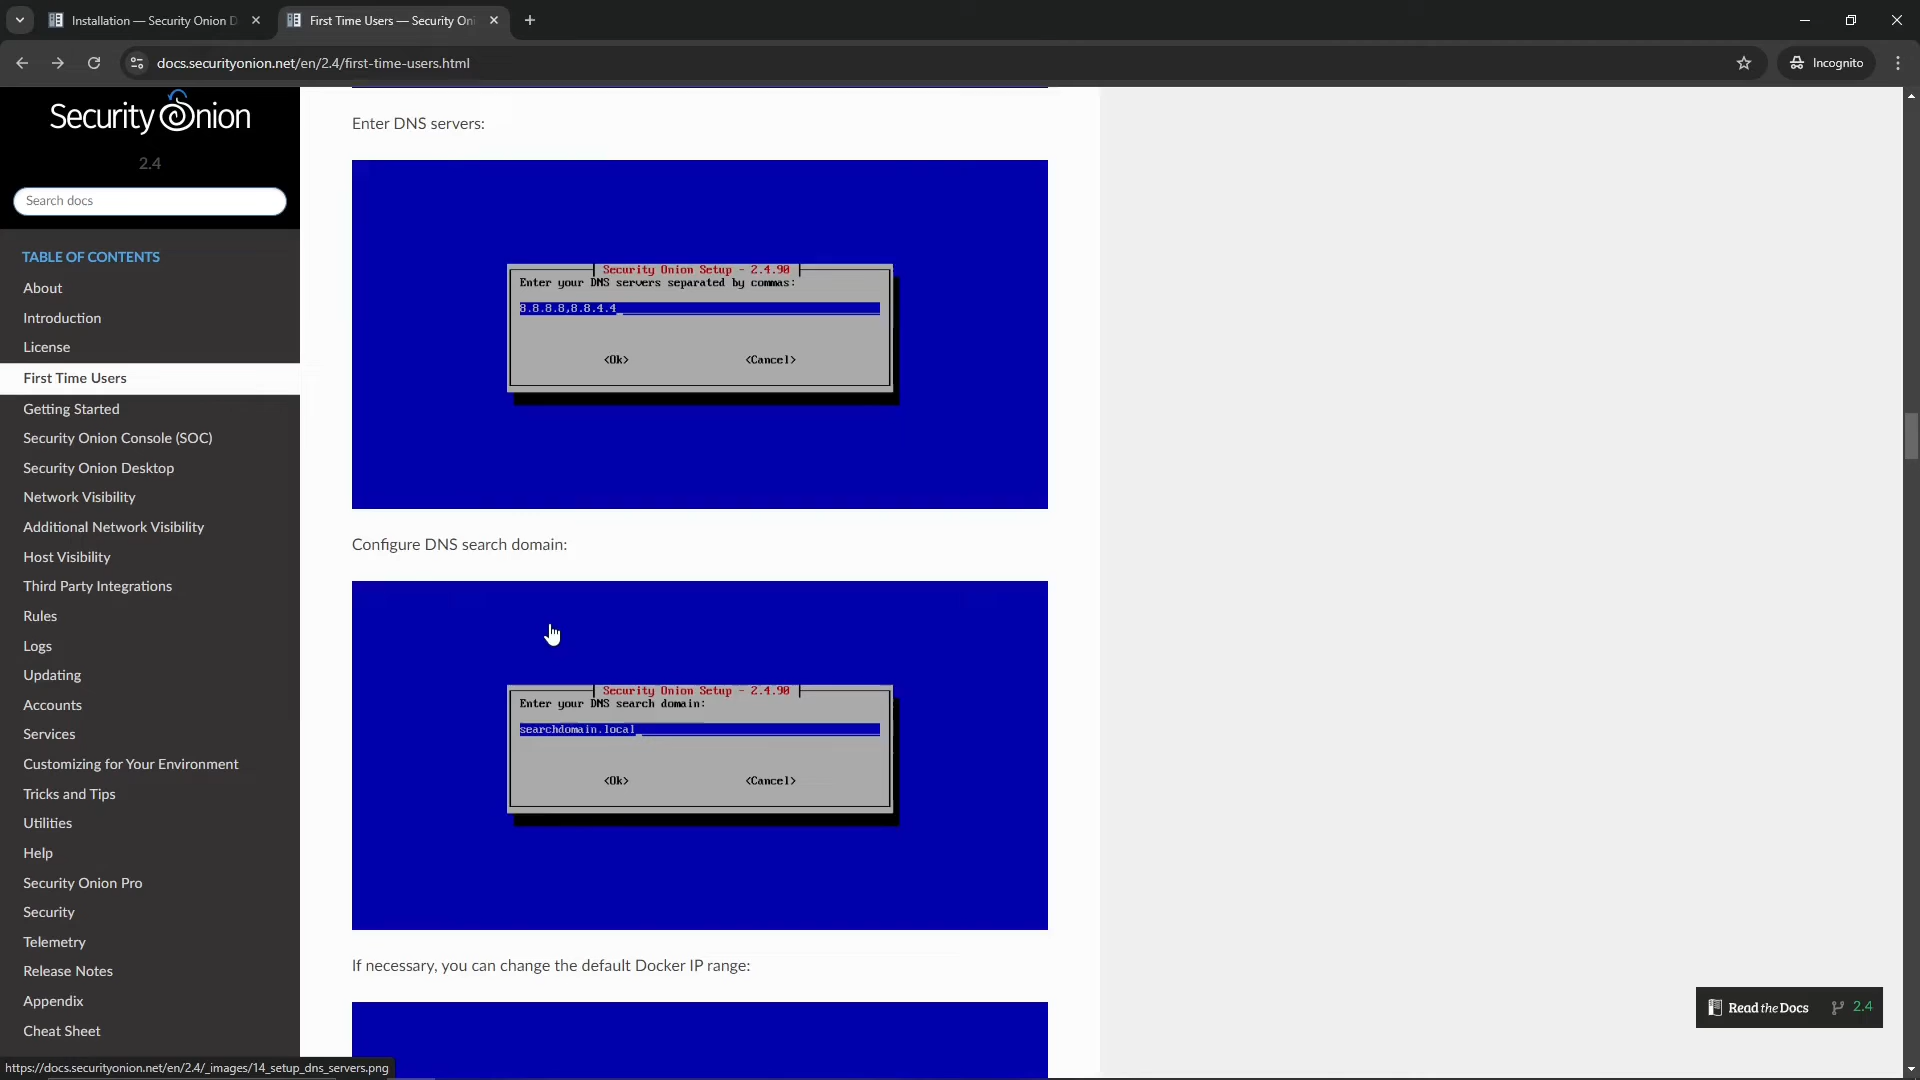 Installation — Security Onion D
First Time Users — Security Oni
docs.securityonion.net/en/2.4/first-time-users.html
Incognito
Security Onion
2.4
Search docs
TABLE OF CONTENTS
About
Introduction
License
First Time Users
Getting Started
Security Onion Console (SOC)
Security Onion Desktop
Network Visibility
Additional Network Visibility
Host Visibility
Third Party Integrations
Rules
Logs
Updating
Accounts
Services
Customizing for Your Environment
Tricks and Tips
Utilities
Help
Security Onion Pro
Security
Telemetry
Release Notes
Appendix
Cheat Sheet
https://docs.securityonion.net/en/2.4/_images/14_setup_dns_servers.png
Enter DNS servers:
Security Onion Setup - 2.4.90
Enter your DNS servers separated by commas:
8.8.8.8,8.8.4.4
<Ok> <Cancel>
Configure DNS search domain:
Security Onion Setup - 2.4.90
Enter your DNS search domain:
searchdomain.local
<Ok> <Cancel>
If necessary, you can change the default Docker IP range:
Read the Docs 2.4